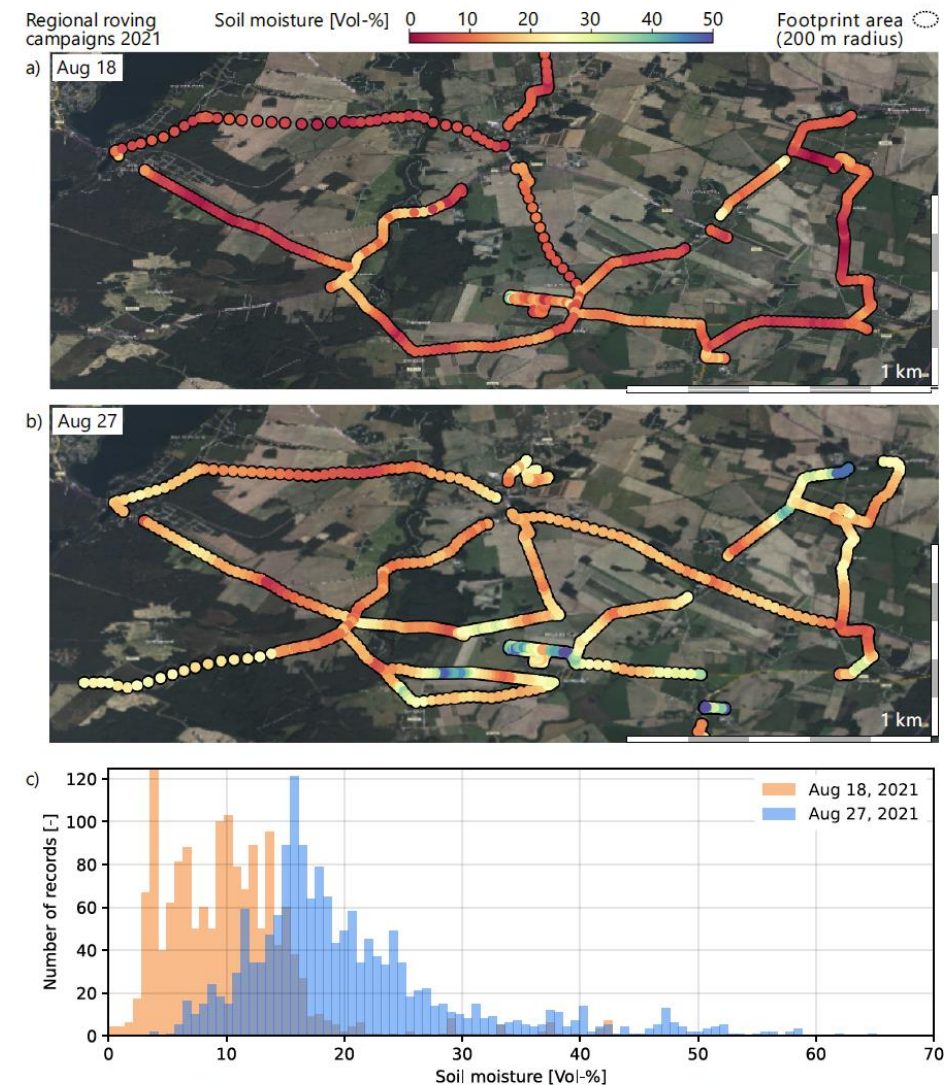 Regional roving
campaigns 2021
Soil moisture [Vol-%]
0 10 20 30 40 50
Footprint area
(200 m radius)
a) Aug 18
1 km
b) Aug 27
1 km
c)
Number of records [-]
120
100
80
60
40
20
0
Aug 18, 2021
Aug 27, 2021
0 10 20 30 40 50 60 70
Soil moisture [Vol-%]